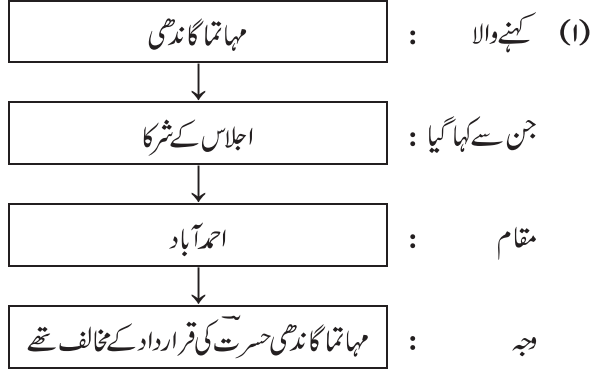 (۱) کہنے والا : مہاتما گاندھی
جن سے کہا گیا : اجلاس کے شرکا
مقام : احمد آباد
وجہ : مہاتما گاندھی حسرتؔ کی قرارداد کے مخالف تھے